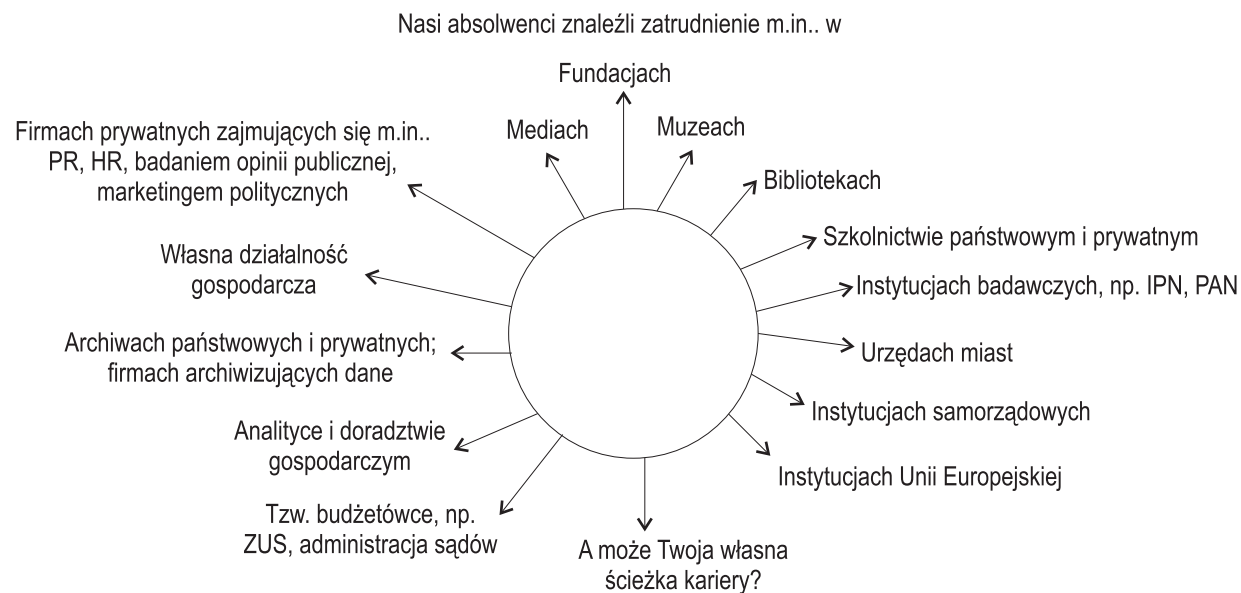 Nasi absolwenci znaleźli zatrudnienie m.in.. w
Fundacjach
Mediach
Muzeach
Firmach prywatnych zajmujących się m.in..
PR, HR, badaniem opinii publicznej,
marketingem politycznych
Bibliotekach
Szkolnictwie państwowym i prywatnym
Własna działalność
gospodarcza
Instytucjach badawczych, np. IPN, PAN
Archiwach państwowych i prywatnych;
firmach archiwizujących dane
Urzędach miast
Instytucjach samorządowych
Analityce i doradztwie
gospodarczym
Instytucjach Unii Europejskiej
Tzw. budżetówce, np.
ZUS, administracja sądów
A może Twoja własna
ścieżka kariery?